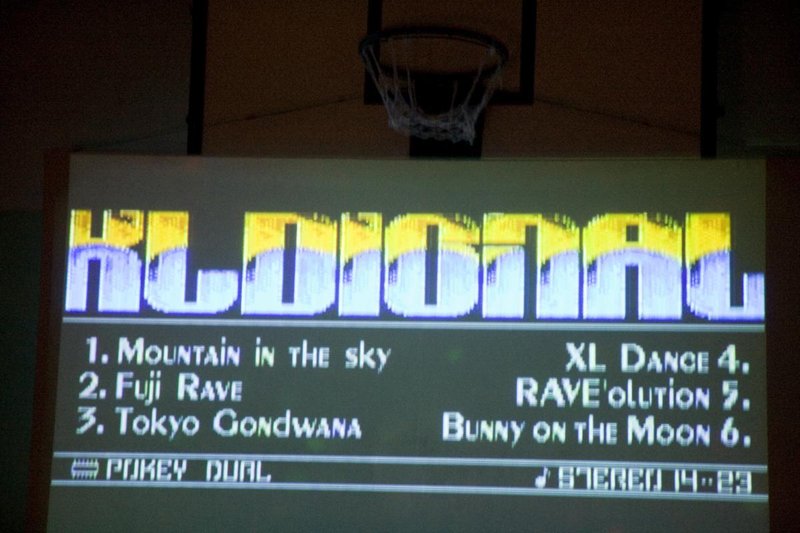 XL DIGITAL
1. Mountain in the sky
XL Dance 4.
2. Fuji Rave
RAVE'olution 5.
3. Tokyo Gondwana
Bunny on the Moon 6.
POKEY DUAL
STEREO 14..23